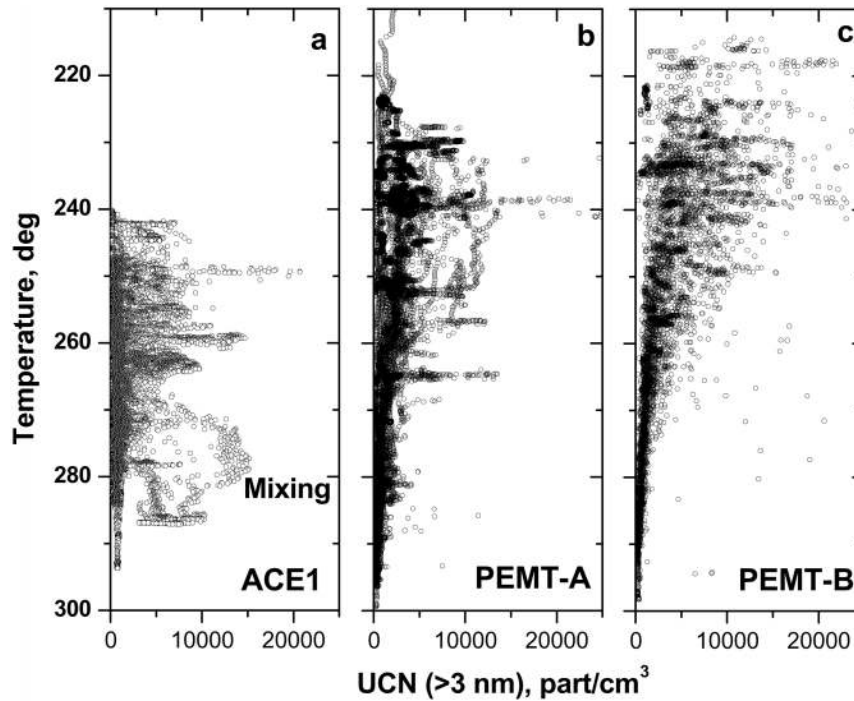 a
b
c
220
230
240
260
280
300
Temperature, deg
Mixing
ACE1
PEMT-A
PEMT-B
0 10000 20000 0 10000 20000 0 10000 20000
UCN (>3 nm), part/cm³